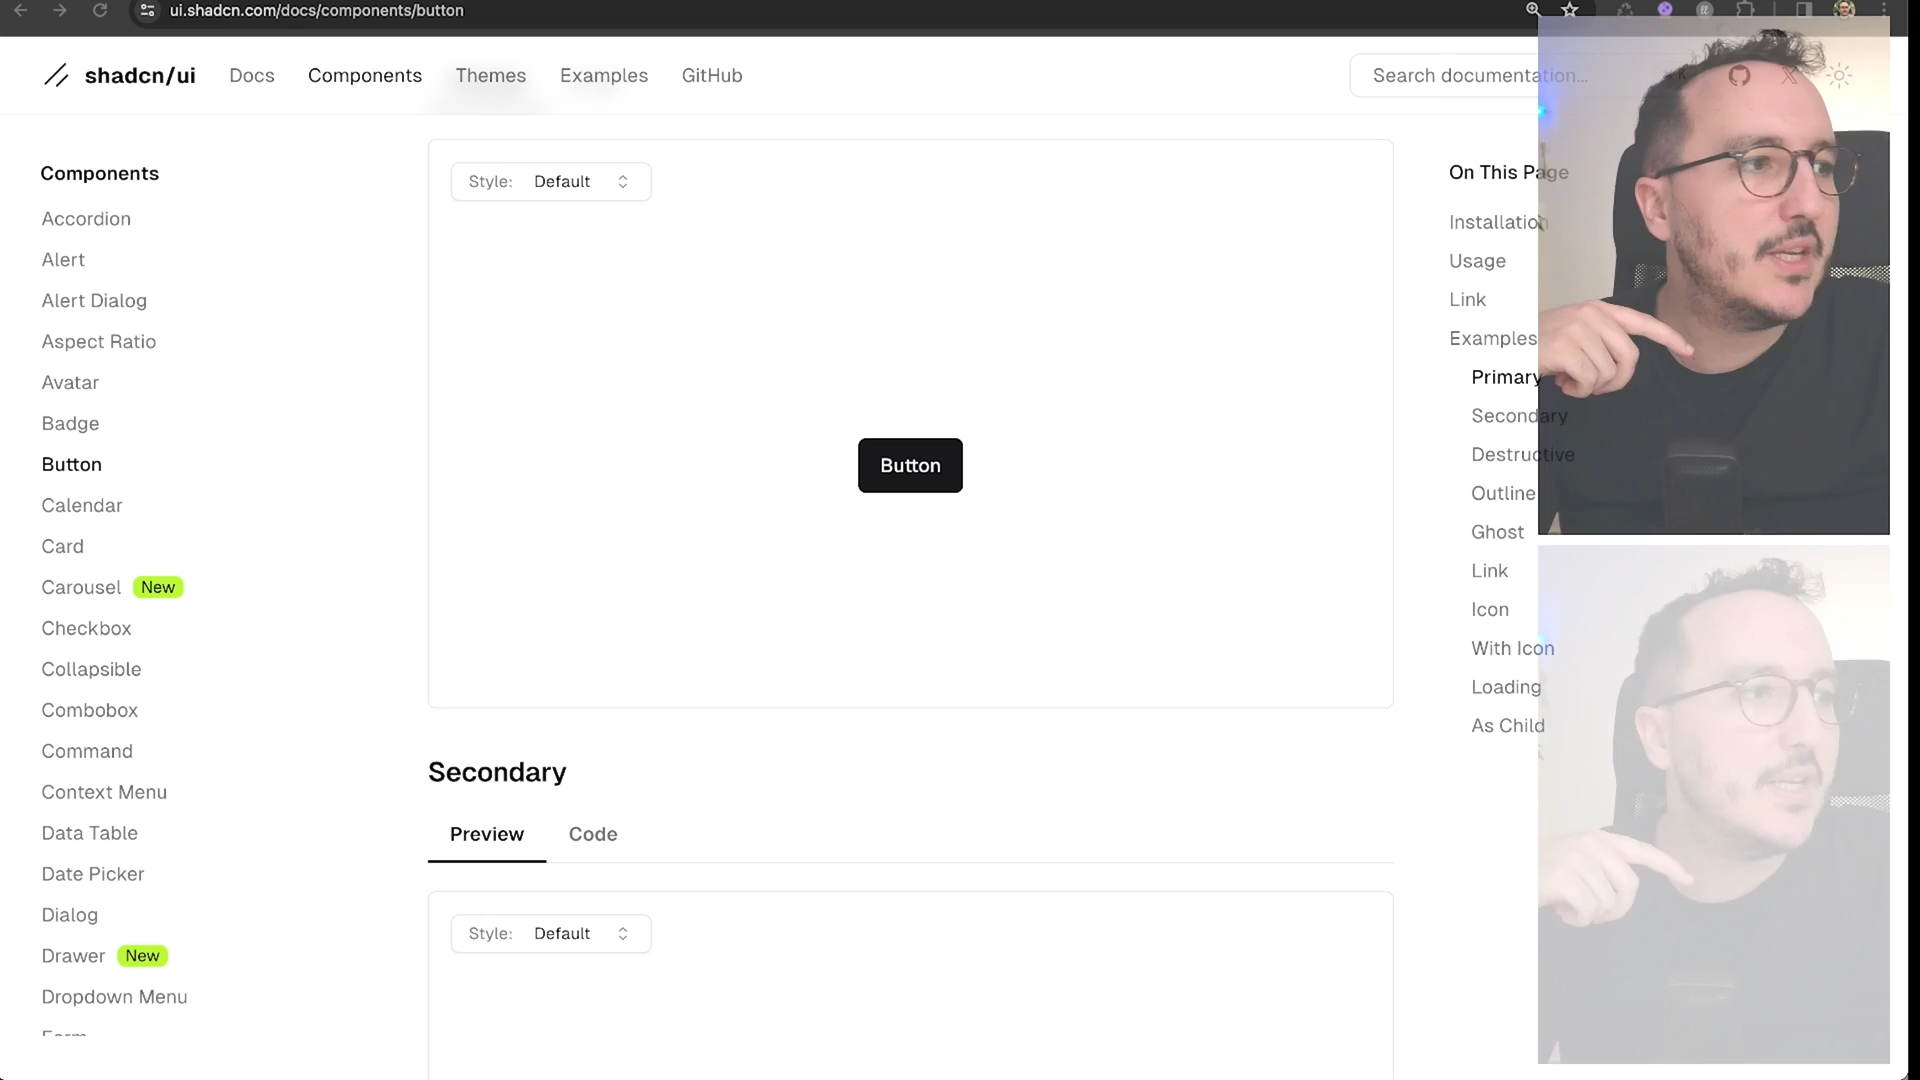 ui.shadcn.com/docs/components/button
shadcn/ui Docs Components Themes Examples GitHub Search documentation...
Components
Accordion
Alert
Alert Dialog
Aspect Ratio
Avatar
Badge
Button
Calendar
Card
Carousel New
Checkbox
Collapsible
Combobox
Command
Context Menu
Data Table
Date Picker
Dialog
Drawer New
Dropdown Menu
Form
Style: Default
Button
Secondary
Preview Code
Style: Default
On This Page
Installation
Usage
Link
Examples
Primary
Secondary
Destructive
Outline
Ghost
Link
Icon
With Icon
Loading
As Child